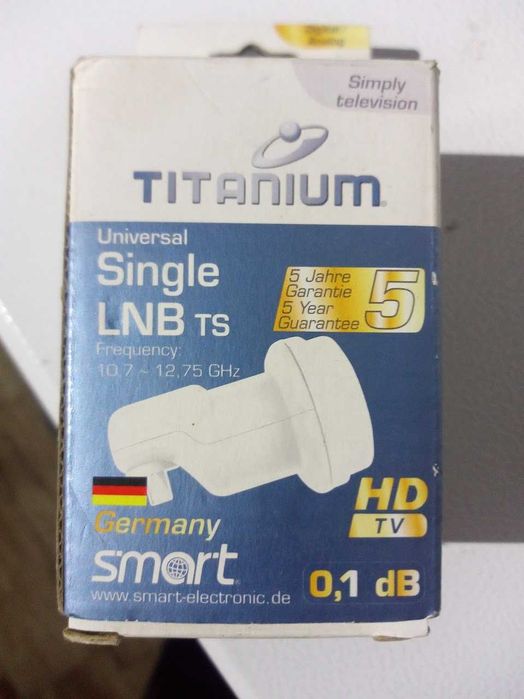 Simply
television
TITANIUM
Universal
Single
LNB TS
Frequency:
10,7 ~ 12,75 GHz
5 Jahre
Garantie
5 Year
Guarantee
5
HD
TV
Germany
smart
www.smart-electronic.de
0,1 dB